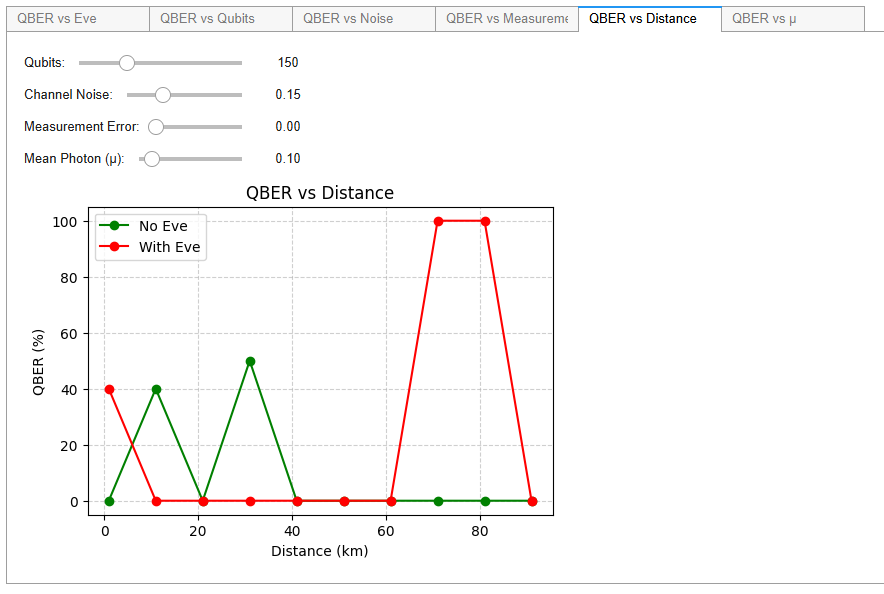 QBER vs Eve QBER vs Qubits QBER vs Noise QBER vs Measureme QBER vs Distance QBER vs μ
Qubits: 150
Channel Noise: 0.15
Measurement Error: 0.00
Mean Photon (μ): 0.10
QBER vs Distance
No Eve
With Eve
100
80
60
40
20
0
QBER (%)
0 20 40 60 80
Distance (km)